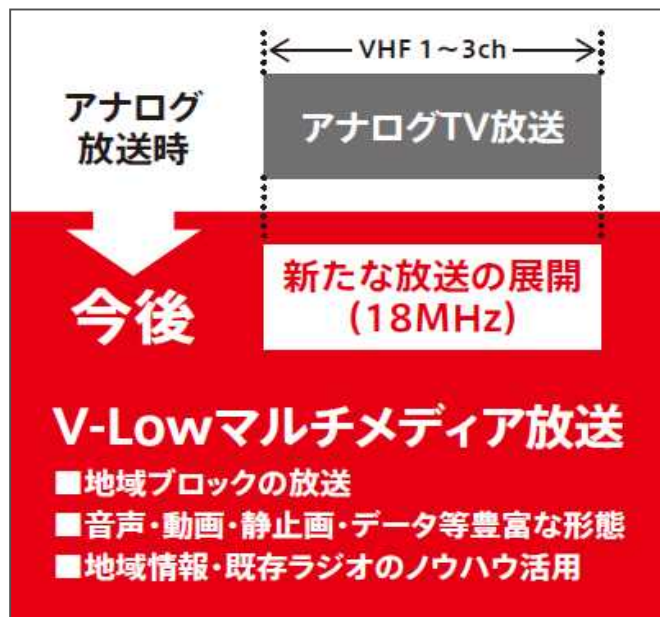 VHF 1～3ch
アナログ
放送時
アナログTV放送
今後
新たな放送の展開
(18MHz)
V-Lowマルチメディア放送
■地域ブロックの放送
■音声・動画・静止画・データ等豊富な形態
■地域情報・既存ラジオのノウハウ活用